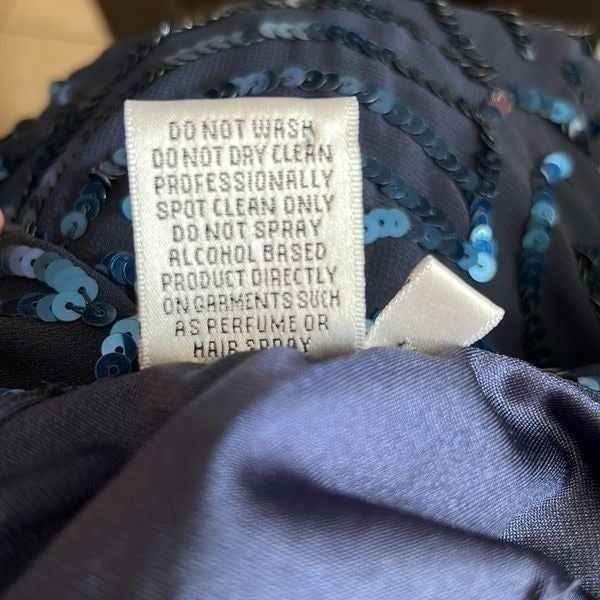 DO NOT WASH
DO NOT DRY CLEAN
PROFESSIONALLY
SPOT CLEAN ONLY
DO NOT SPRAY
ALCOHOL BASED
PRODUCT DIRECTLY
ON GARMENTS SUCH
AS PERFUME OR
HAIR SPRAY